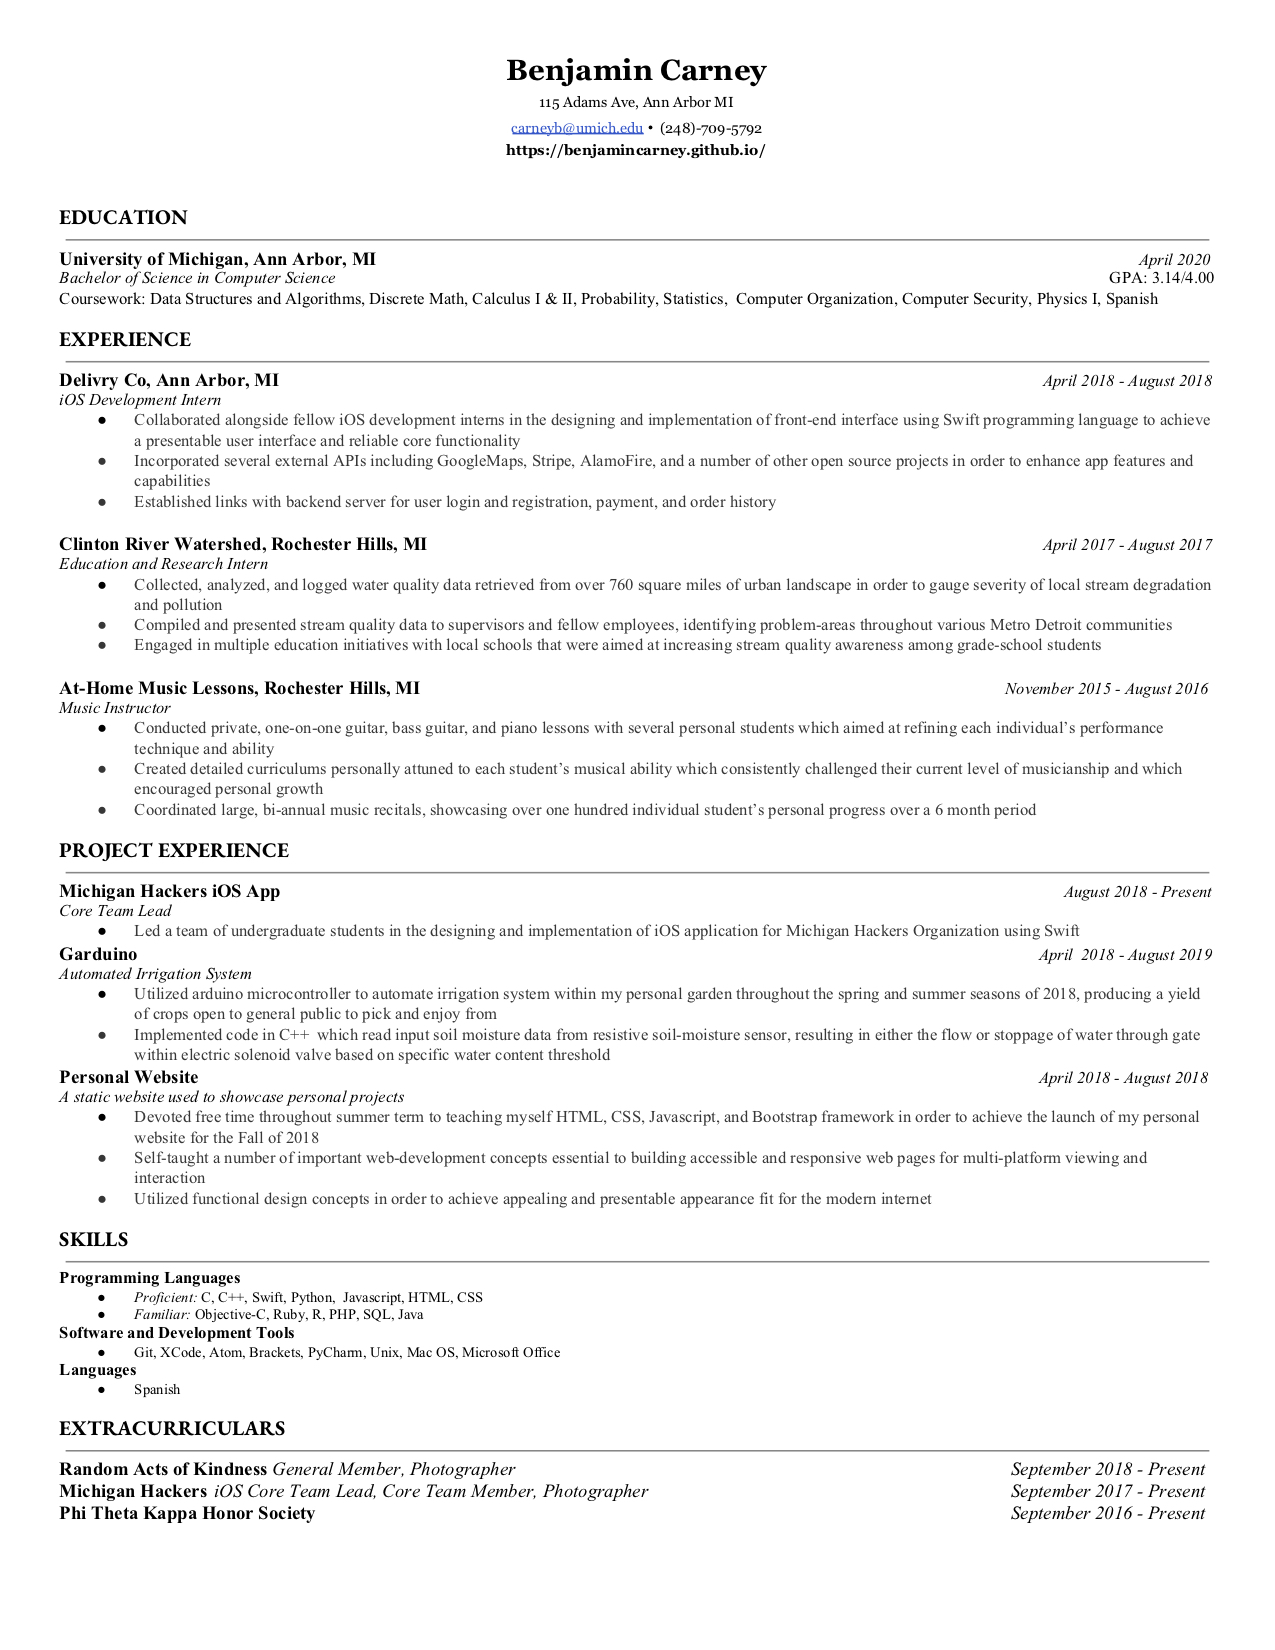 Benjamin Carney
115 Adams Ave, Ann Arbor MI
carneyb@umich.edu • (248)-709-5792
https://benjamincarney.github.io/
EDUCATION
University of Michigan, Ann Arbor, MI April 2020
Bachelor of Science in Computer Science GPA: 3.14/4.00
Coursework: Data Structures and Algorithms, Discrete Math, Calculus I & II, Probability, Statistics, Computer Organization, Computer Security, Physics I, Spanish
EXPERIENCE
Delivry Co, Ann Arbor, MI April 2018 - August 2018
iOS Development Intern
● Collaborated alongside fellow iOS development interns in the designing and implementation of front-end interface using Swift programming language to achieve
a presentable user interface and reliable core functionality
● Incorporated several external APIs including GoogleMaps, Stripe, AlamoFire, and a number of other open source projects in order to enhance app features and
capabilities
● Established links with backend server for user login and registration, payment, and order history
Clinton River Watershed, Rochester Hills, MI April 2017 - August 2017
Education and Research Intern
● Collected, analyzed, and logged water quality data retrieved from over 760 square miles of urban landscape in order to gauge severity of local stream degradation
and pollution
● Compiled and presented stream quality data to supervisors and fellow employees, identifying problem-areas throughout various Metro Detroit communities
● Engaged in multiple education initiatives with local schools that were aimed at increasing stream quality awareness among grade-school students
At-Home Music Lessons, Rochester Hills, MI November 2015 - August 2016
Music Instructor
● Conducted private, one-on-one guitar, bass guitar, and piano lessons with several personal students which aimed at refining each individual’s performance
technique and ability
● Created detailed curriculums personally attuned to each student’s musical ability which consistently challenged their current level of musicianship and which
encouraged personal growth
● Coordinated large, bi-annual music recitals, showcasing over one hundred individual student’s personal progress over a 6 month period
PROJECT EXPERIENCE
Michigan Hackers iOS App August 2018 - Present
Core Team Lead
● Led a team of undergraduate students in the designing and implementation of iOS application for Michigan Hackers Organization using Swift
Garduino April 2018 - August 2019
Automated Irrigation System
● Utilized arduino microcontroller to automate irrigation system within my personal garden throughout the spring and summer seasons of 2018, producing a yield
of crops open to general public to pick and enjoy from
● Implemented code in C++ which read input soil moisture data from resistive soil-moisture sensor, resulting in either the flow or stoppage of water through gate
within electric solenoid valve based on specific water content threshold
Personal Website April 2018 - August 2018
A static website used to showcase personal projects
● Devoted free time throughout summer term to teaching myself HTML, CSS, Javascript, and Bootstrap framework in order to achieve the launch of my personal
website for the Fall of 2018
● Self-taught a number of important web-development concepts essential to building accessible and responsive web pages for multi-platform viewing and
interaction
● Utilized functional design concepts in order to achieve appealing and presentable appearance fit for the modern internet
SKILLS
Programming Languages
● Proficient: C, C++, Swift, Python, Javascript, HTML, CSS
● Familiar: Objective-C, Ruby, R, PHP, SQL, Java
Software and Development Tools
● Git, XCode, Atom, Brackets, PyCharm, Unix, Mac OS, Microsoft Office
Languages
● Spanish
EXTRACURRICULARS
Random Acts of Kindness General Member, Photographer September 2018 - Present
Michigan Hackers iOS Core Team Lead, Core Team Member, Photographer September 2017 - Present
Phi Theta Kappa Honor Society September 2016 - Present